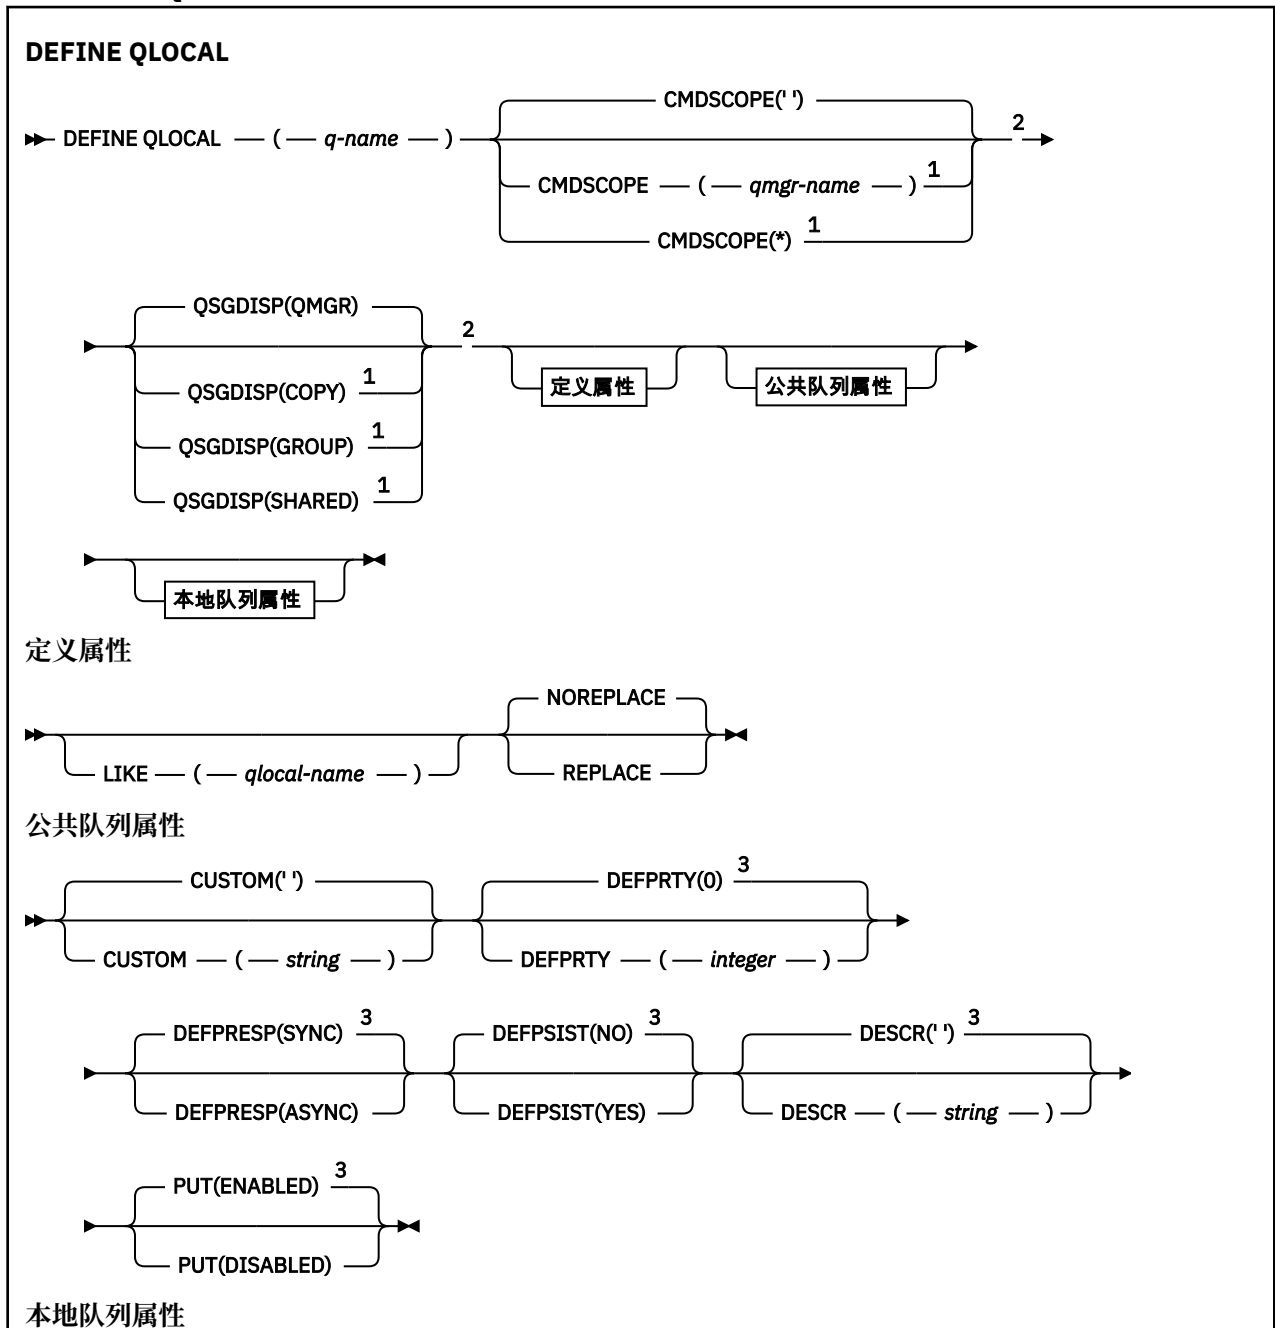 DEFINE QLOCAL
CMDSCOPE(' ')
DEFINE QLOCAL ( q-name ) 2
CMDSCOPE ( qmgr-name ) 1
CMDSCOPE(*) 1
QSGDISP(QMGR)
2
QSGDISP(COPY) 1
定义属性 公共队列属性
QSGDISP(GROUP) 1
QSGDISP(SHARED) 1
本地队列属性
定义属性
NOREPLACE
LIKE ( qlocal-name ) REPLACE
公共队列属性
CUSTOM(' ') DEFPRTY(0) 3
CUSTOM ( string ) DEFPRTY ( integer )
DEFPRESP(SYNC) 3 DEFPSIST(NO) 3 DESCR(' ') 3
DEFPRESP(ASYNC) DEFPSIST(YES) DESCR ( string )
PUT(ENABLED) 3
PUT(DISABLED)
本地队列属性